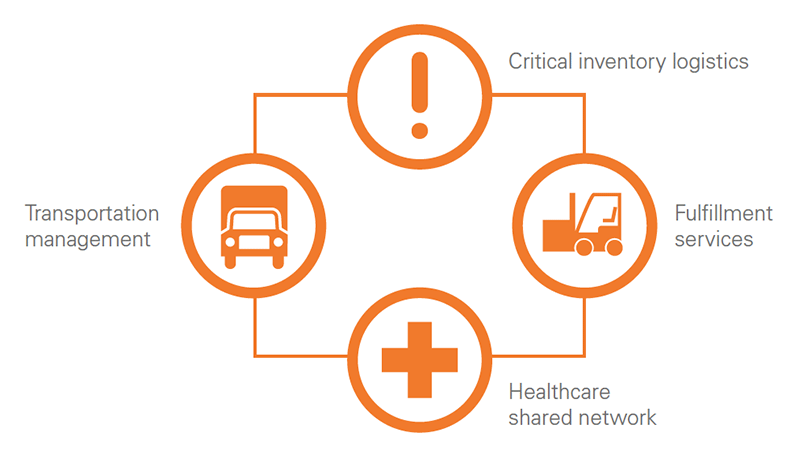 Critical inventory logistics
Transportation
management
Fulfillment
services
Healthcare
shared network